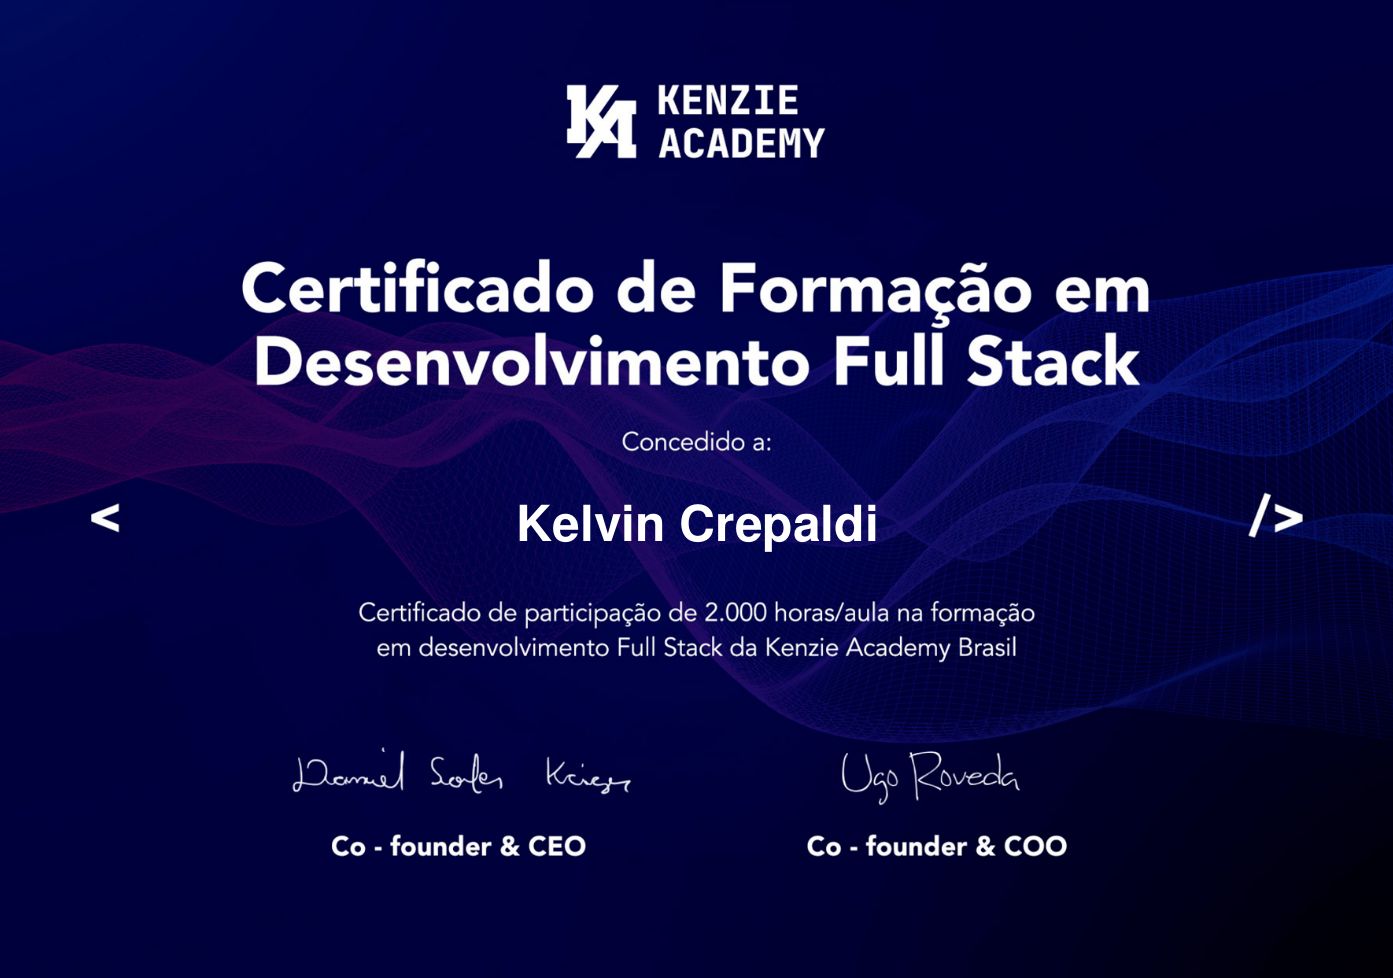 KENZIE
ACADEMY
Certificado de Formação em
Desenvolvimento Full Stack
Concedido a:
< />
Kelvin Crepaldi
Certificado de participação de 2.000 horas/aula na formação
em desenvolvimento Full Stack da Kenzie Academy Brasil
Daniel Ugo Roveda
Co - founder & CEO Co - founder & COO